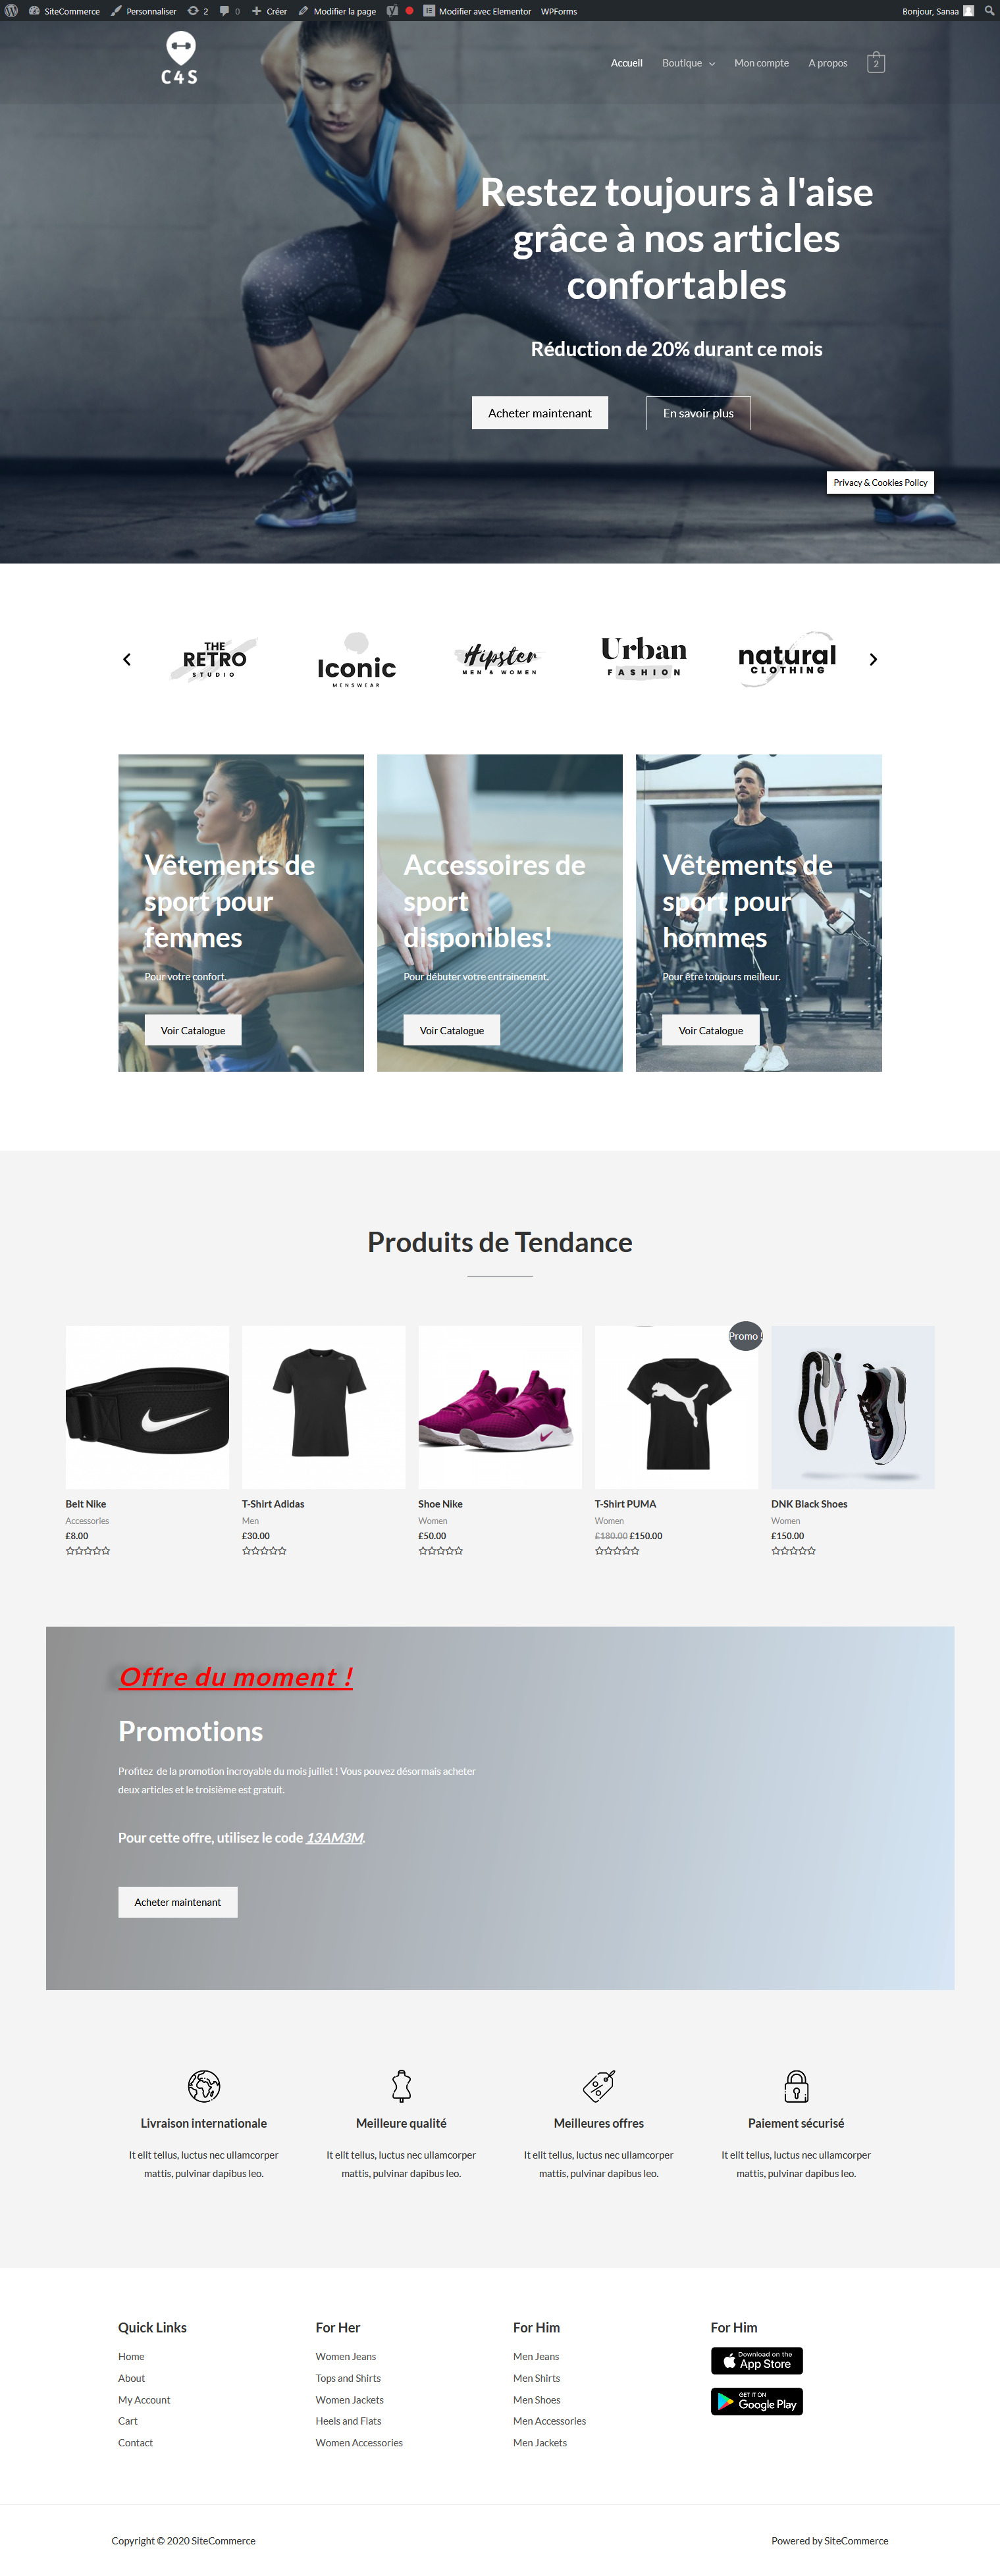 SiteCommerce Personnaliser 2 0 Créer Modifier la page Modifier avec Elementor WPForms Bonjour, Sanaa
C4S
Accueil Boutique Mon compte A propos 2
Restez toujours à l'aise
grâce à nos articles
confortables
Réduction de 20% durant ce mois
Acheter maintenant En savoir plus
Privacy & Cookies Policy
THE
RETRO
STUDIO
Iconic
MENSWEAR
Hipster
MEN & WOMEN
Urban
FASHION
natural
CLOTHING
Vêtements de
sport pour
femmes
Pour votre confort.
Voir Catalogue
Accessoires de
sport
disponibles!
Pour débuter votre entrainement.
Voir Catalogue
Vêtements de
sport pour
hommes
Pour être toujours meilleur.
Voir Catalogue
Produits de Tendance
Belt Nike
Accessories
£8.00
T-Shirt Adidas
Men
£30.00
Shoe Nike
Women
£50.00
Promo !
T-Shirt PUMA
Women
£180.00 £150.00
DNK Black Shoes
Women
£150.00
Offre du moment !
Promotions
Profitez de la promotion incroyable du mois juillet ! Vous pouvez désormais acheter
deux articles et le troisième est gratuit.
Pour cette offre, utilisez le code 13AM3M.
Acheter maintenant
Livraison internationale
It elit tellus, luctus nec ullamcorper
mattis, pulvinar dapibus leo.
Meilleure qualité
It elit tellus, luctus nec ullamcorper
mattis, pulvinar dapibus leo.
Meilleures offres
It elit tellus, luctus nec ullamcorper
mattis, pulvinar dapibus leo.
Paiement sécurisé
It elit tellus, luctus nec ullamcorper
mattis, pulvinar dapibus leo.
Quick Links
Home
About
My Account
Cart
Contact
For Her
Women Jeans
Tops and Shirts
Women Jackets
Heels and Flats
Women Accessories
For Him
Men Jeans
Men Shirts
Men Shoes
Men Accessories
Men Jackets
For Him
Download on the
App Store
GET IT ON
Google Play
Copyright © 2020 SiteCommerce
Powered by SiteCommerce